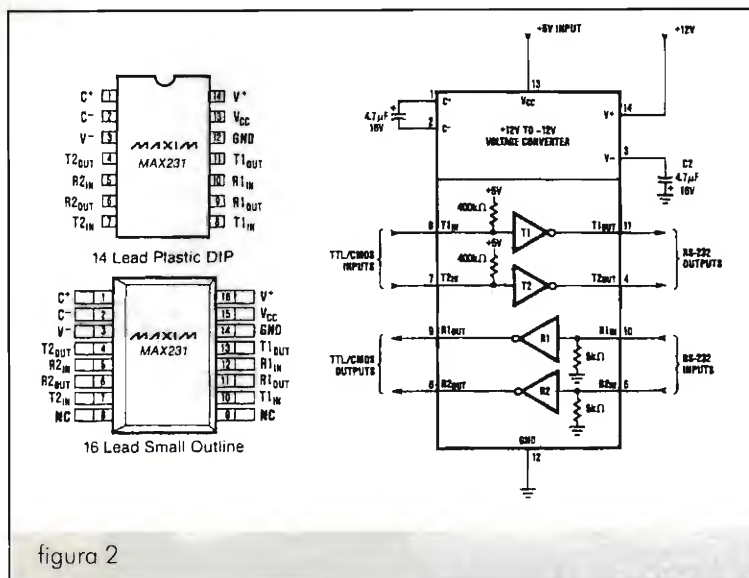 C+ 1 14 V+
C- 2 13 VCC
V- 3 12 GND
T2OUT 4 11 T1OUT
R2IN 5 10 R1IN
R2OUT 6 9 R1OUT
T2IN 7 8 T1IN
MAXIM
MAX231
14 Lead Plastic DIP
C+ 1 16 V+
C- 2 15 VCC
V- 3 14 GND
T2OUT 4 13 T1OUT
R2IN 5 12 R1IN
R2OUT 6 11 R1OUT
T2IN 7 10 T1IN
NC 8 9 NC
MAXIM
MAX231
16 Lead Small Outline
+5V INPUT
+12V
13
VCC
1 C+
4.7µF
16V
2 C-
+12V TO -12V
VOLTAGE CONVERTER
V+ 14
V- 3
C2
4.7µF
16V
+5V
400kΩ
8 T1IN T1 T1OUT 11
+5V
400kΩ
7 T2IN T2 T2OUT 4
TTL/CMOS
INPUTS
RS-232
OUTPUTS
9 R1OUT R1 R1IN 10
5kΩ
6 R2OUT R2 R2IN 5
5kΩ
TTL/CMOS
OUTPUTS
RS-232
INPUTS
GND
12
figura 2